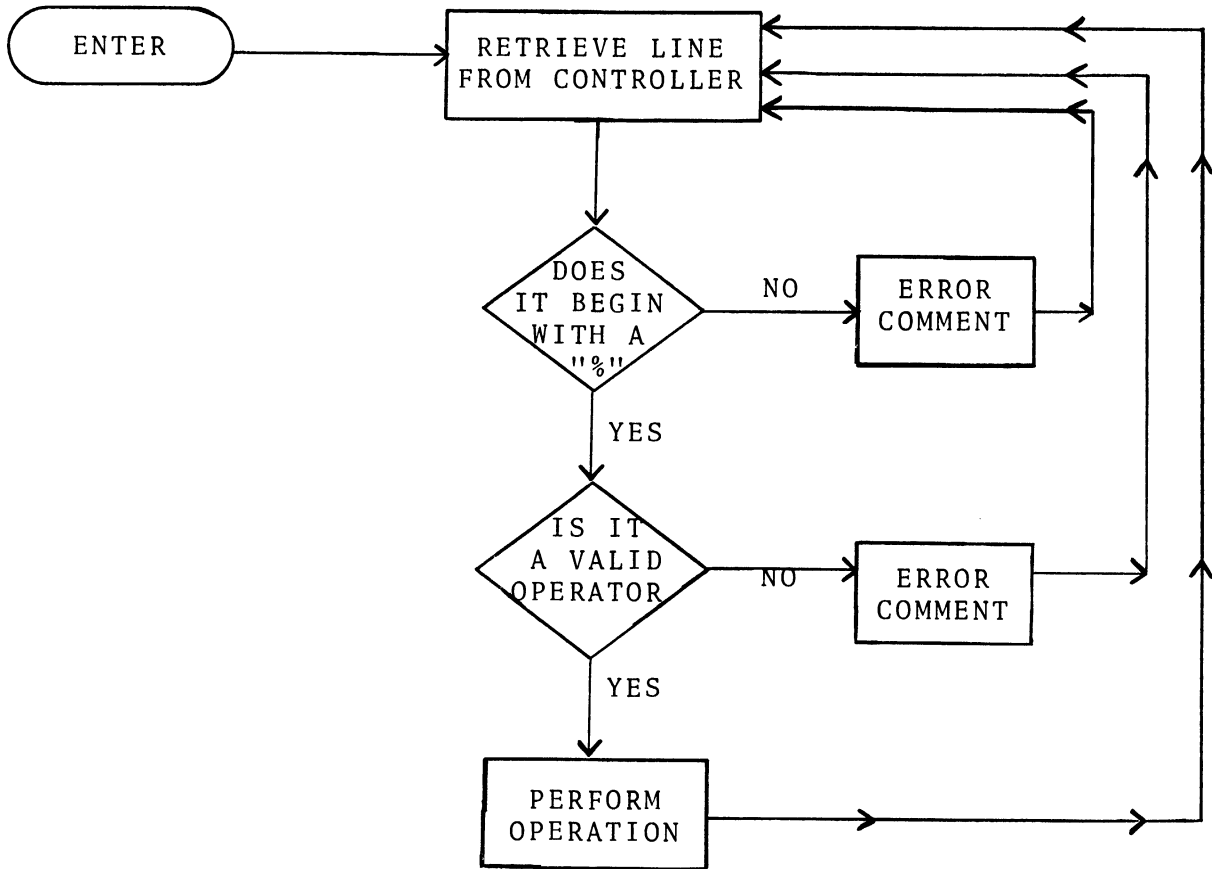 ENTER
RETRIEVE LINE
FROM CONTROLLER
DOES
IT BEGIN
WITH A
"%"
NO
ERROR
COMMENT
YES
IS IT
A VALID
OPERATOR
NO
ERROR
COMMENT
YES
PERFORM
OPERATION